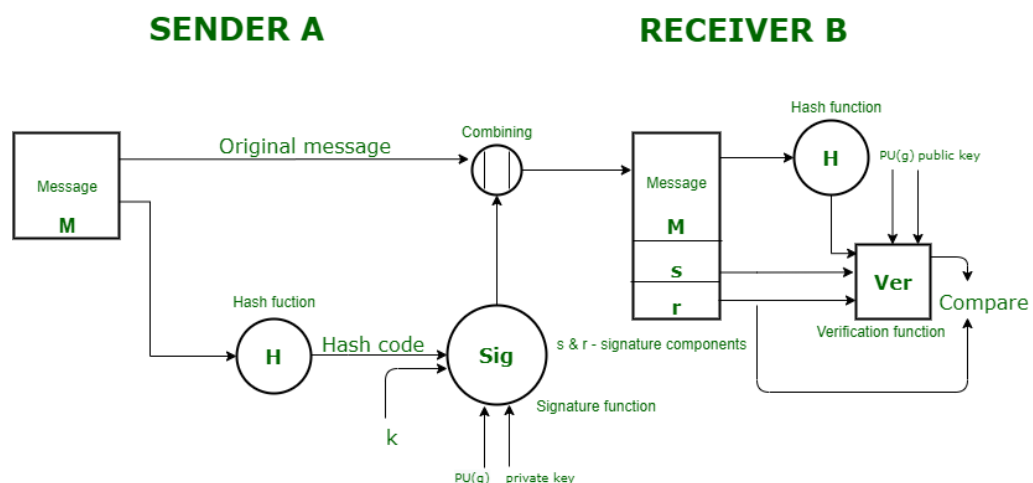 SENDER A
RECEIVER B
Message
M
Original message
Combining
Hash fuction
H
Hash code
k
Sig
s & r - signature components
Signature function
PU(g) private key
Message
M
s
r
Hash function
H
PU(g) public key
Ver
Verification function
Compare